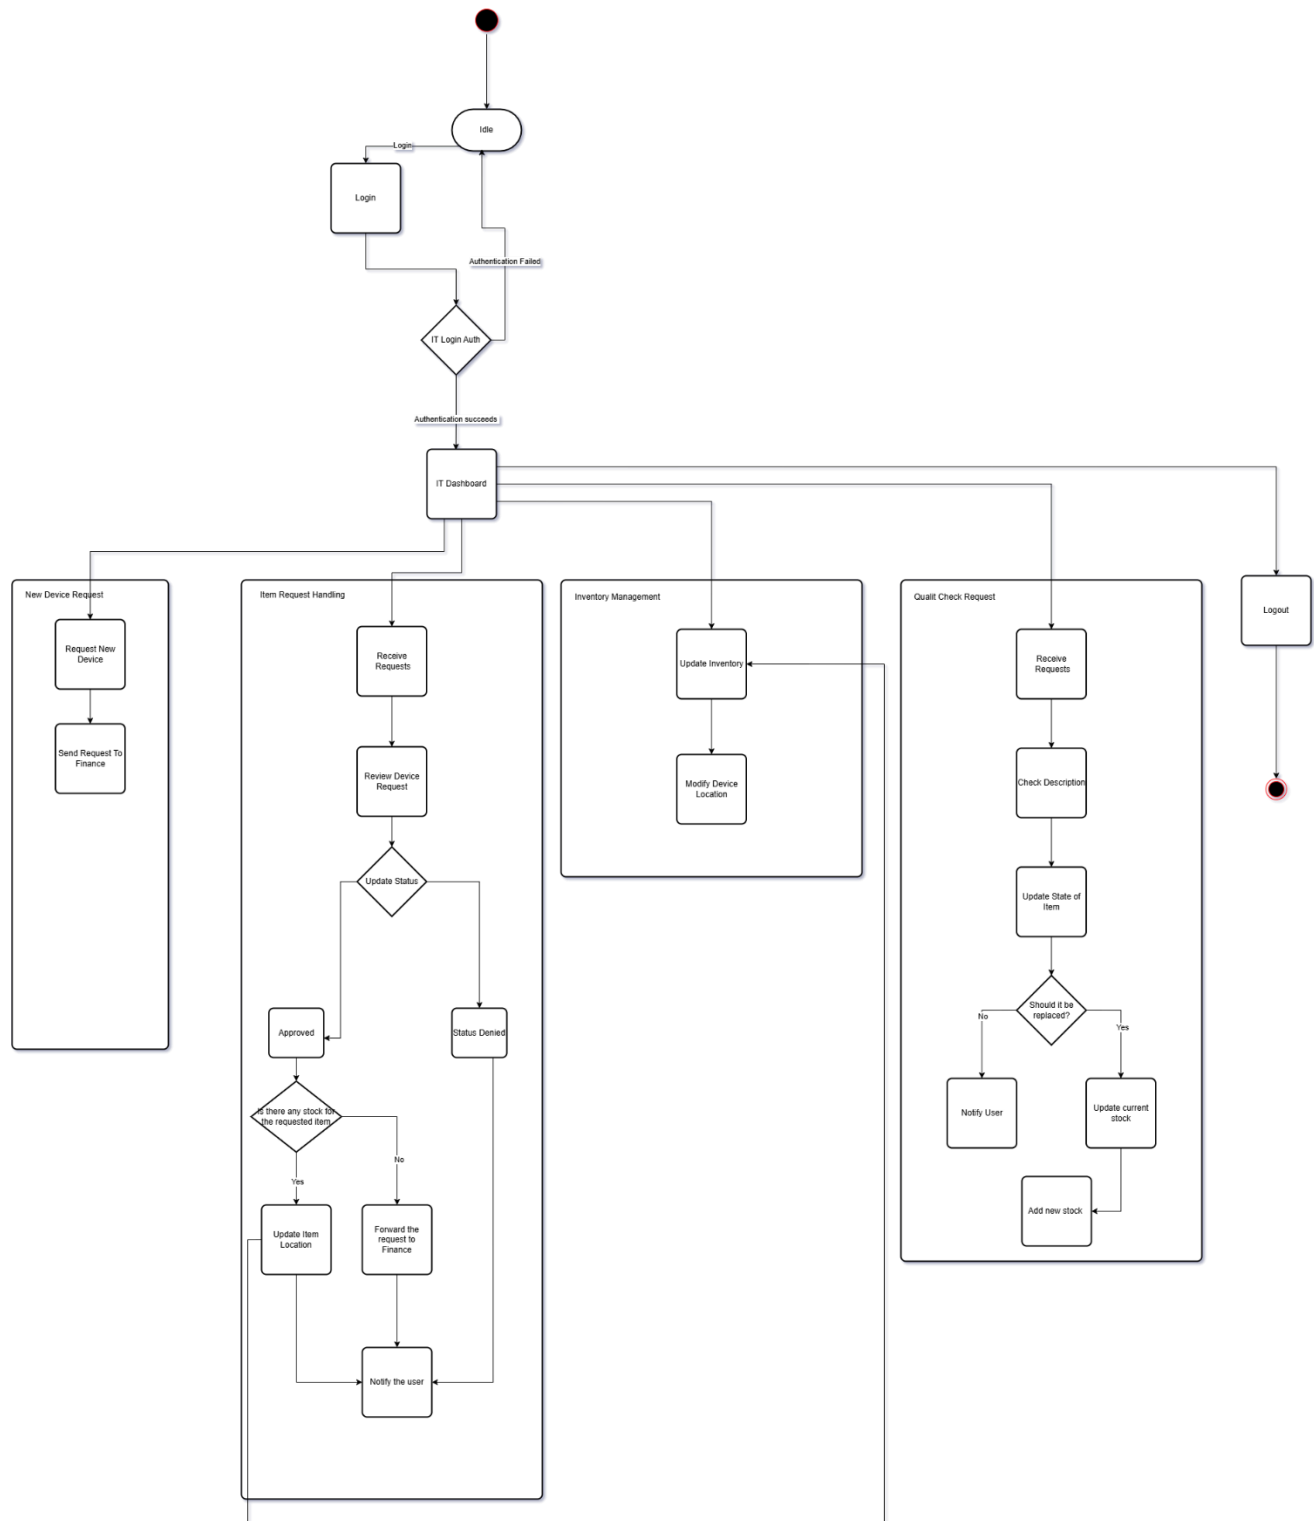 Idle
Login
Login
Authentication Failed
IT Login Auth
Authentication succeeds
IT Dashboard
New Device Request
Request New
Device
Send Request To
Finance
Item Request Handling
Receive
Requests
Review Device
Request
Update Status
Approved
Status Denied
Is there any stock for
the requested item
No
Yes
Update Item
Location
Forward the
request to
Finance
Notify the user
Inventory Management
Update Inventory
Modify Device
Location
Qualit Check Request
Receive
Requests
Check Description
Update State of
Item
Should it be
replaced?
No
Yes
Notify User
Update current
stock
Add new stock
Logout